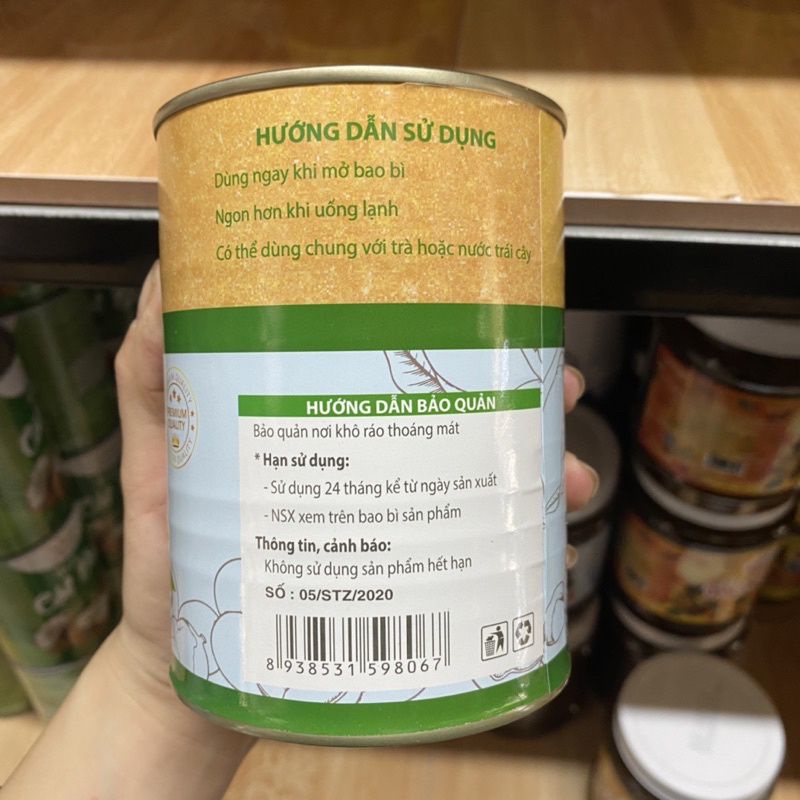 HƯỚNG DẪN SỬ DỤNG
Dùng ngay khi mở bao bì
Ngon hơn khi uống lạnh
Có thể dùng chung với trà hoặc nước trái cây
PREMIUM
QUALITY
HƯỚNG DẪN BẢO QUẢN
Bảo quản nơi khô ráo thoáng mát
* Hạn sử dụng:
- Sử dụng 24 tháng kể từ ngày sản xuất
- NSX xem trên bao bì sản phẩm
Thông tin, cảnh báo:
Không sử dụng sản phẩm hết hạn
SỐ : 05/STZ/2020
8 938531 598067